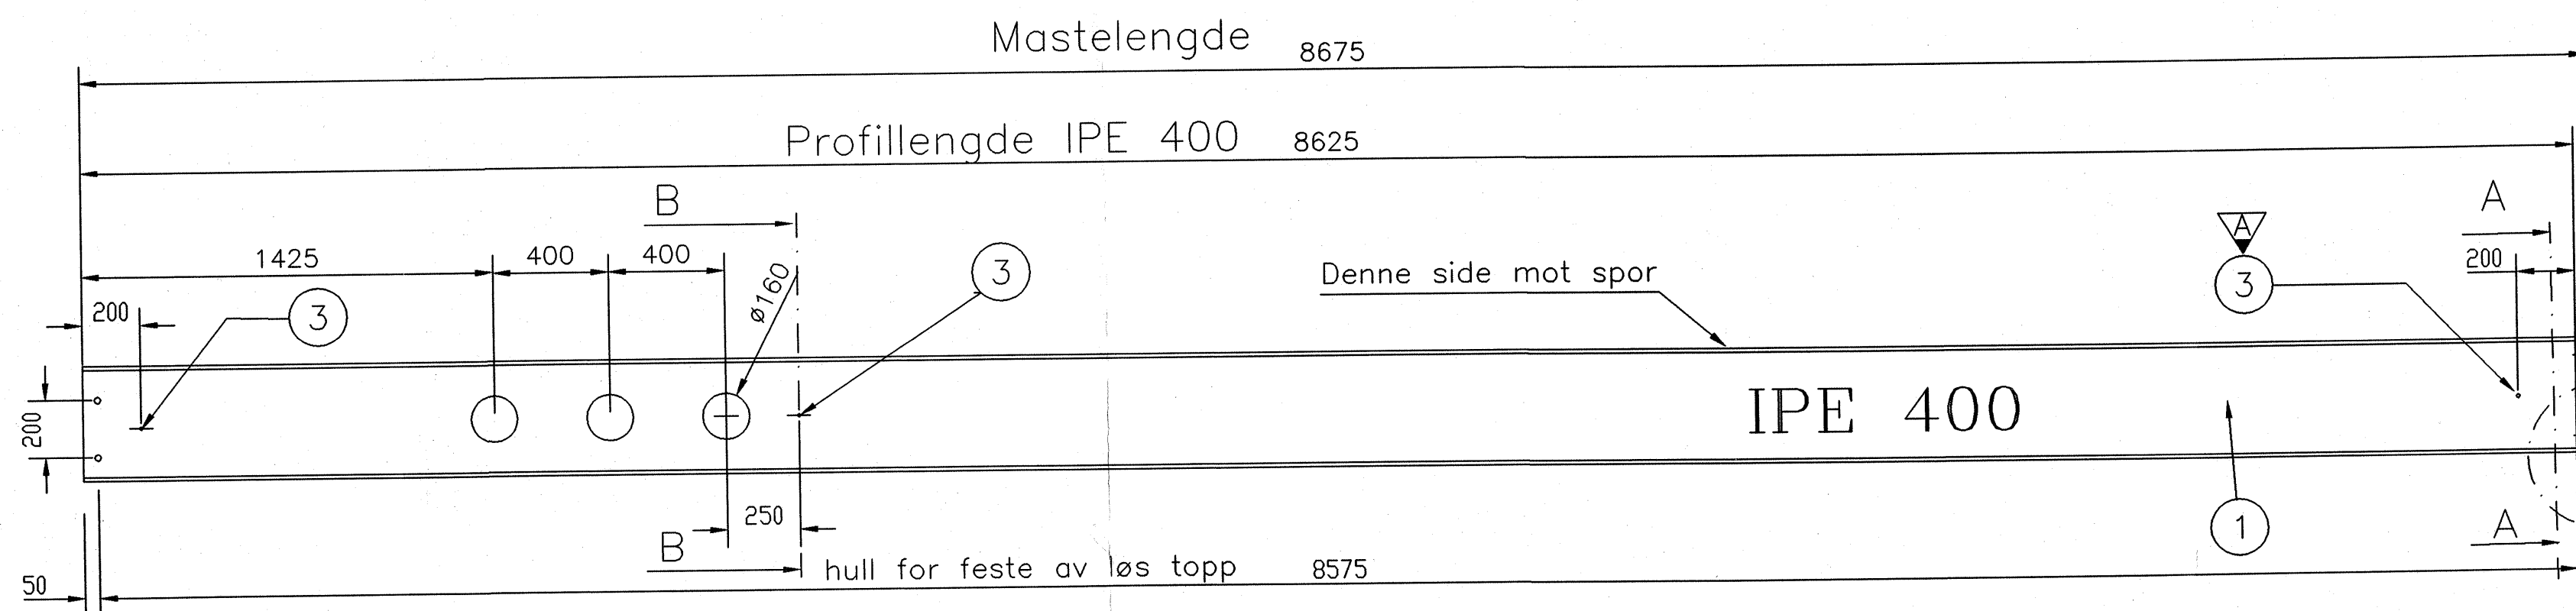 Mastelengde 8675
Profillengde IPE 400 8625
B
A
A
1425
400
400
ø160
3
Denne side mot spor
3
200
200
3
200
IPE 400
250
1
B
A
hull for feste av løs topp 8575
50